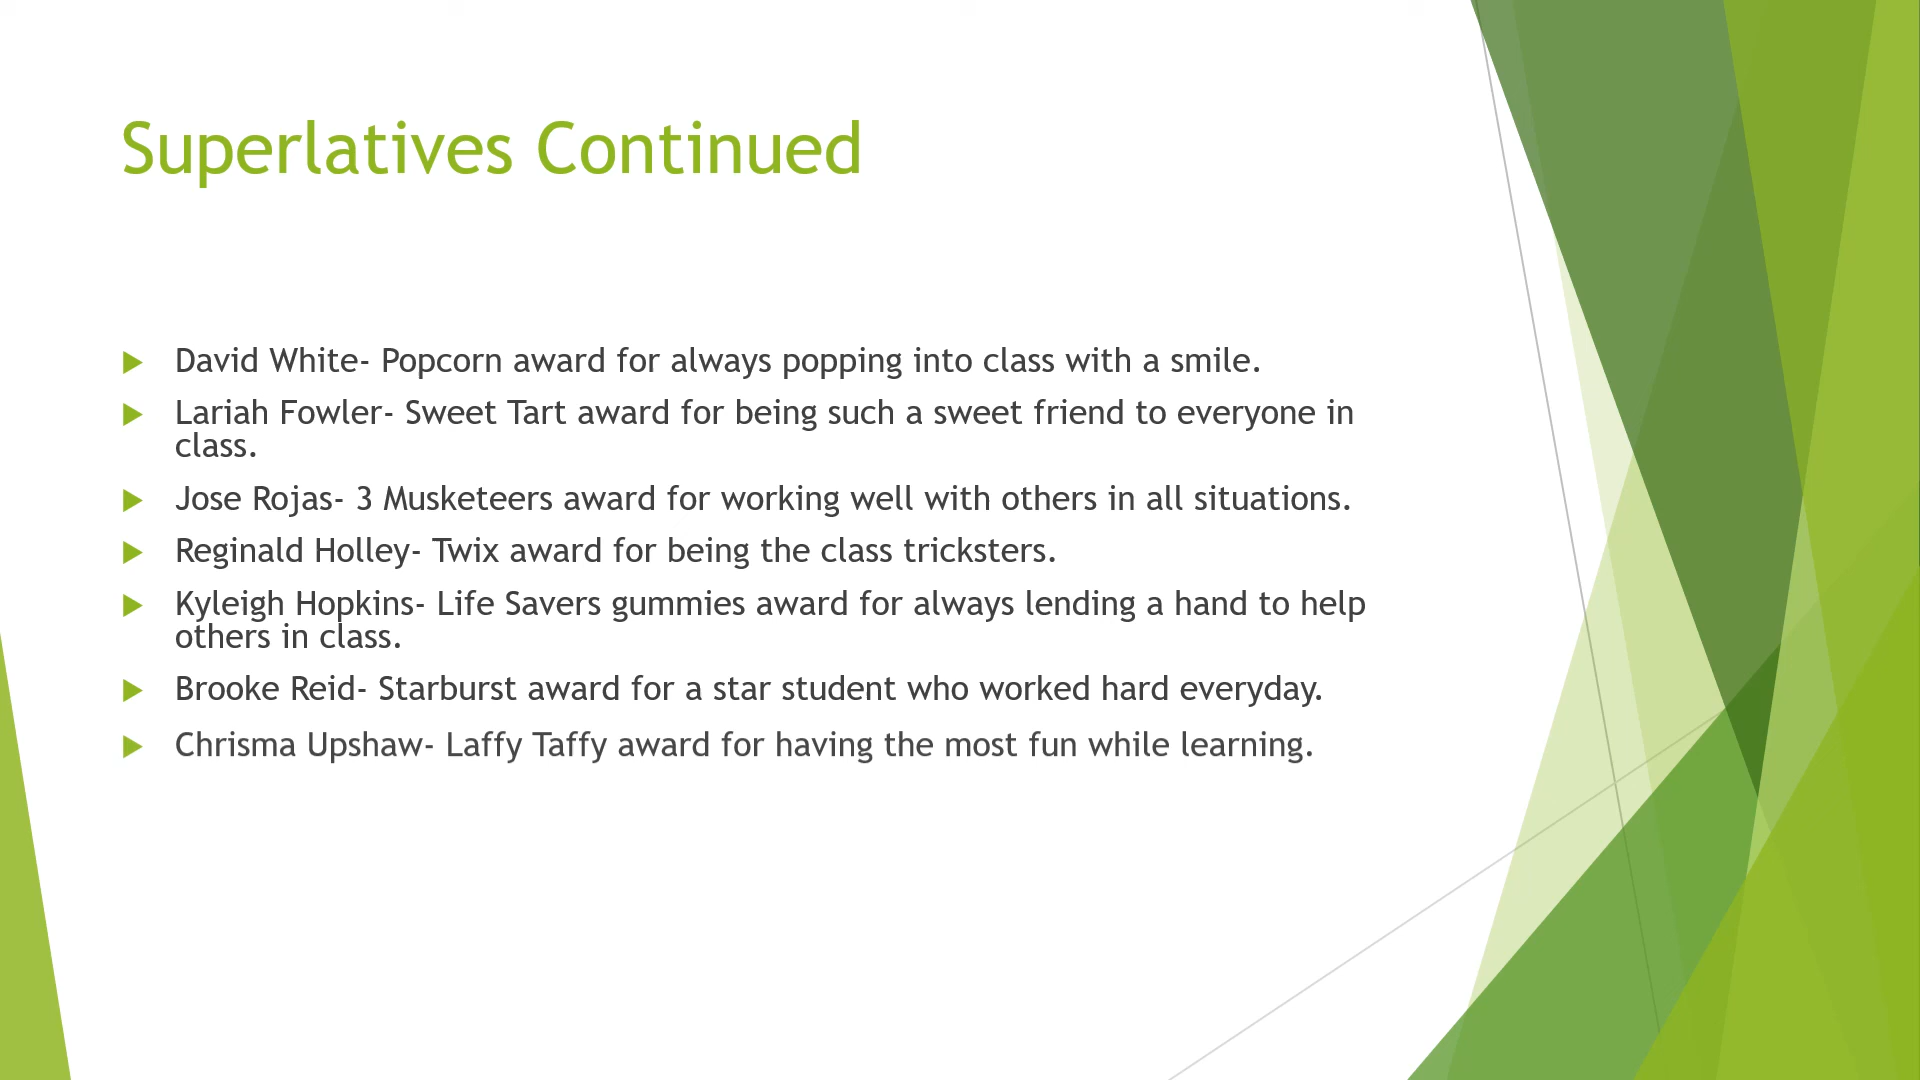 Superlatives Continued
David White- Popcorn award for always popping into class with a smile.
Lariah Fowler- Sweet Tart award for being such a sweet friend to everyone in
class.
Jose Rojas- 3 Musketeers award for working well with others in all situations.
Reginald Holley- Twix award for being the class tricksters.
Kyleigh Hopkins- Life Savers gummies award for always lending a hand to help
others in class.
Brooke Reid- Starburst award for a star student who worked hard everyday.
Chrisma Upshaw- Laffy Taffy award for having the most fun while learning.